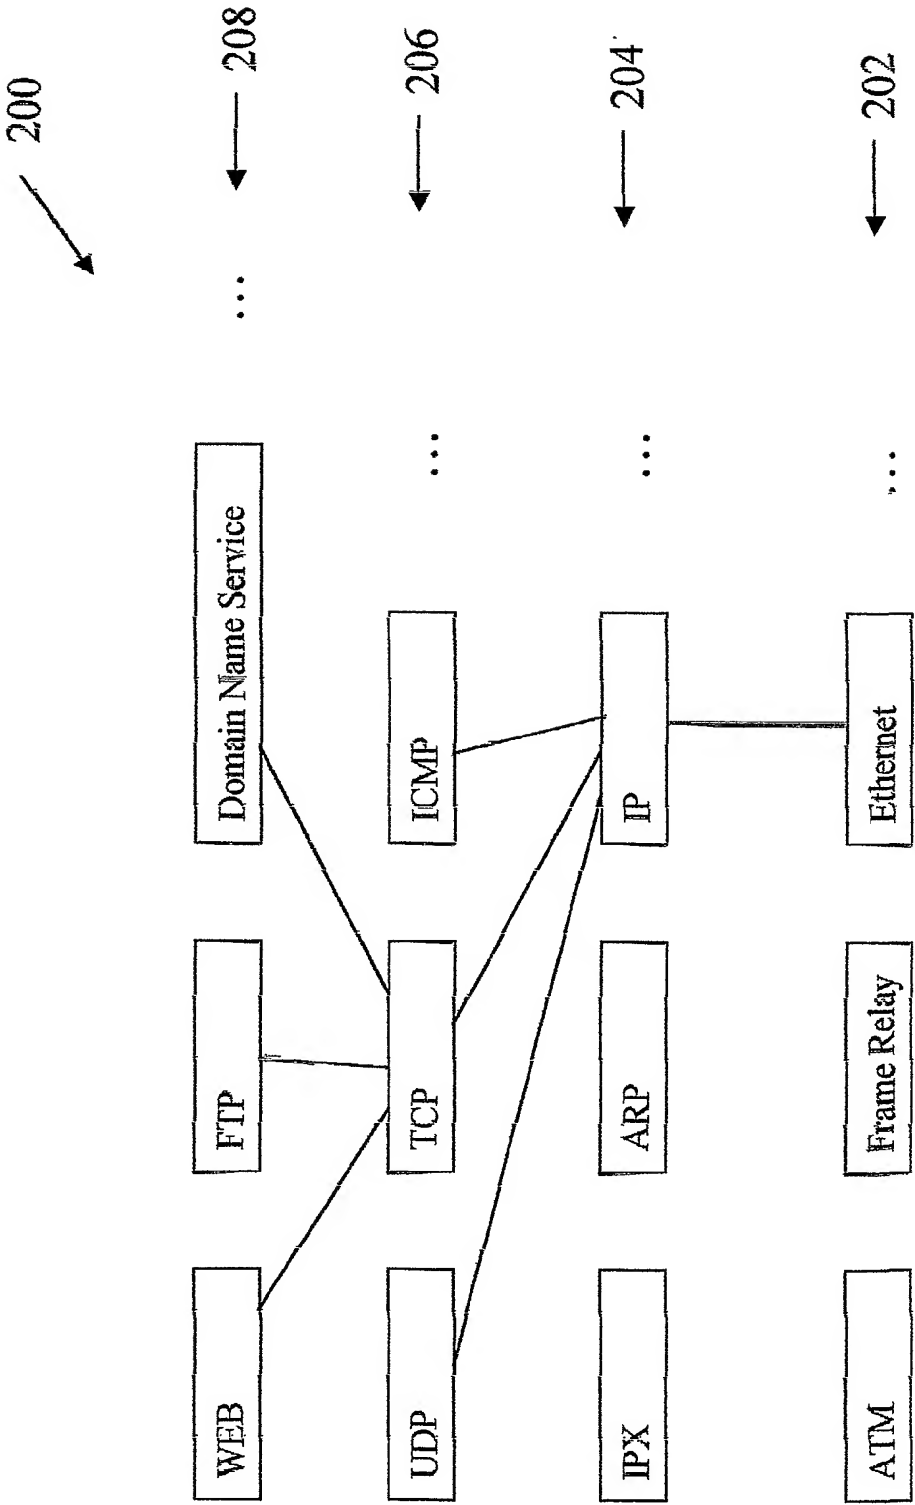 200
WEB
FTP
Domain Name Service
...
208
UDP
TCP
ICMP
...
206
IPX
ARP
IP
...
204
ATM
Frame Relay
Ethernet
...
202